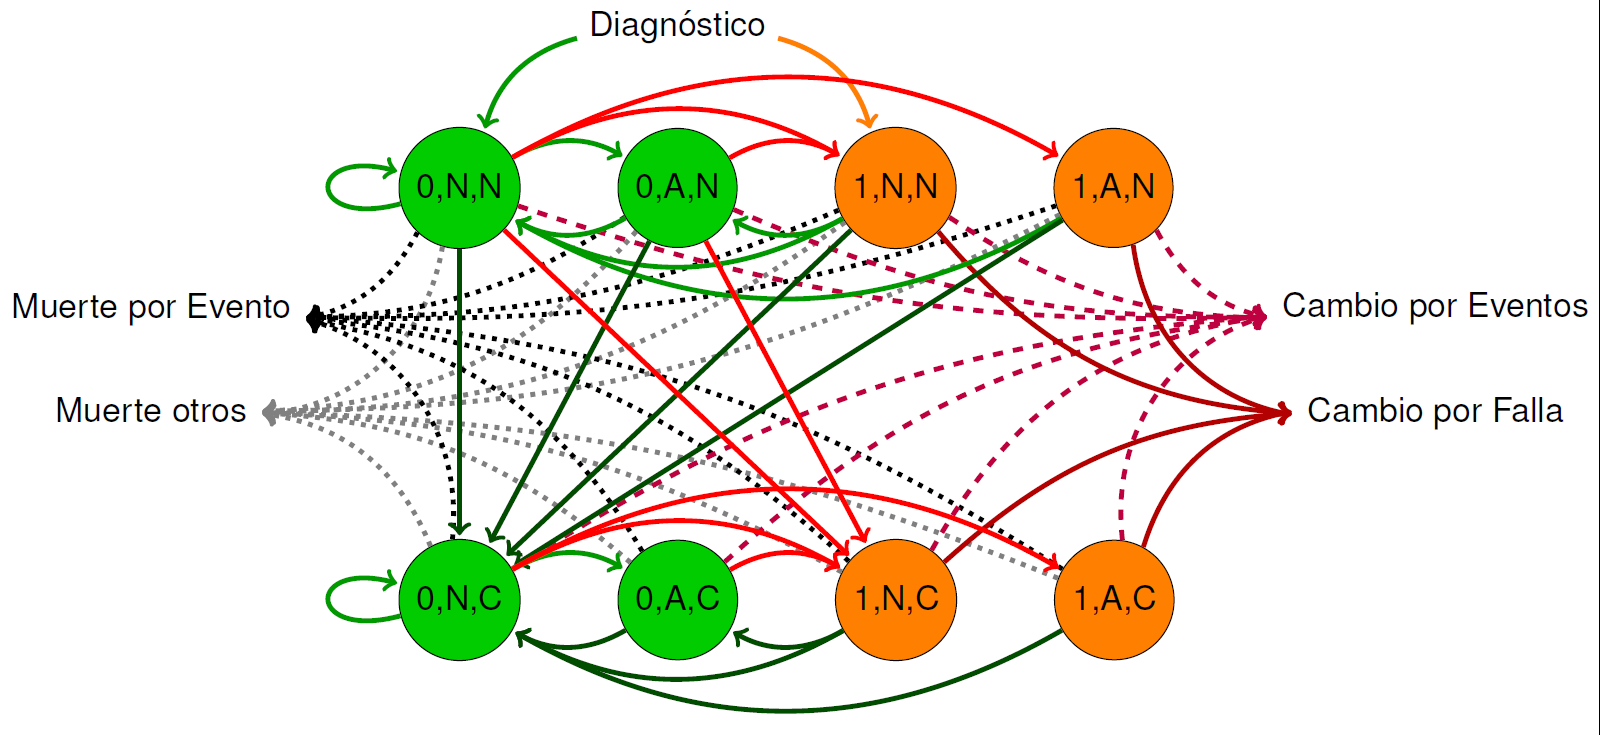 Diagnóstico
0,N,N
0,A,N
1,N,N
1,A,N
Muerte por Evento
Cambio por Eventos
Muerte otros
Cambio por Falla
0,N,C
0,A,C
1,N,C
1,A,C